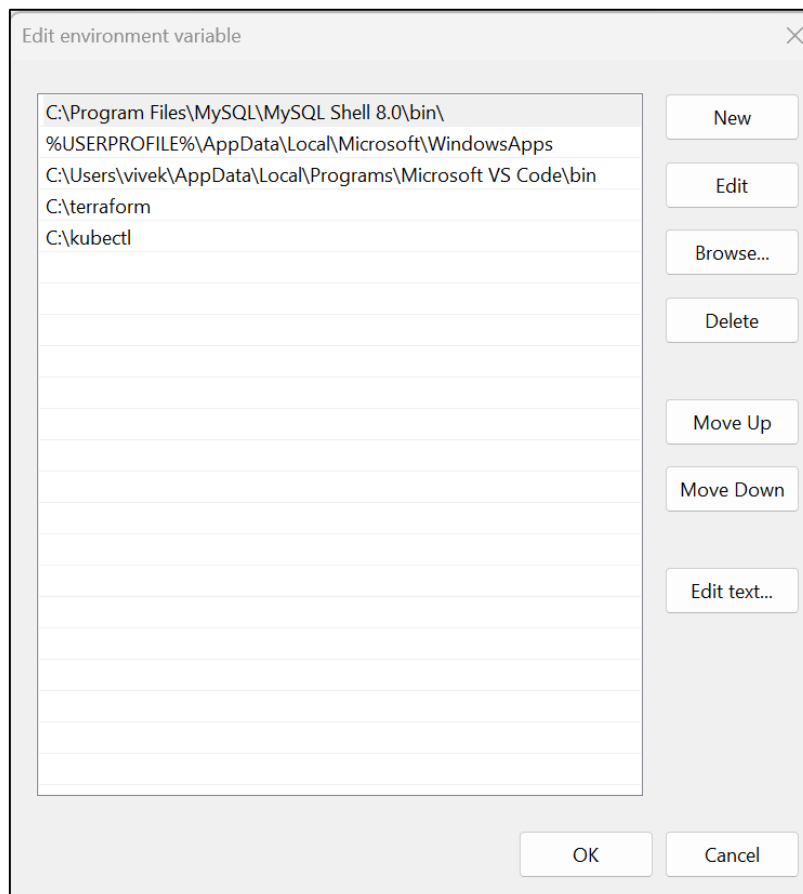 Edit environment variable
C:\Program Files\MySQL\MySQL Shell 8.0\bin\
%USERPROFILE%\AppData\Local\Microsoft\WindowsApps
C:\Users\vivek\AppData\Local\Programs\Microsoft VS Code\bin
C:\terraform
C:\kubectl
New
Edit
Browse...
Delete
Move Up
Move Down
Edit text...
OK
Cancel